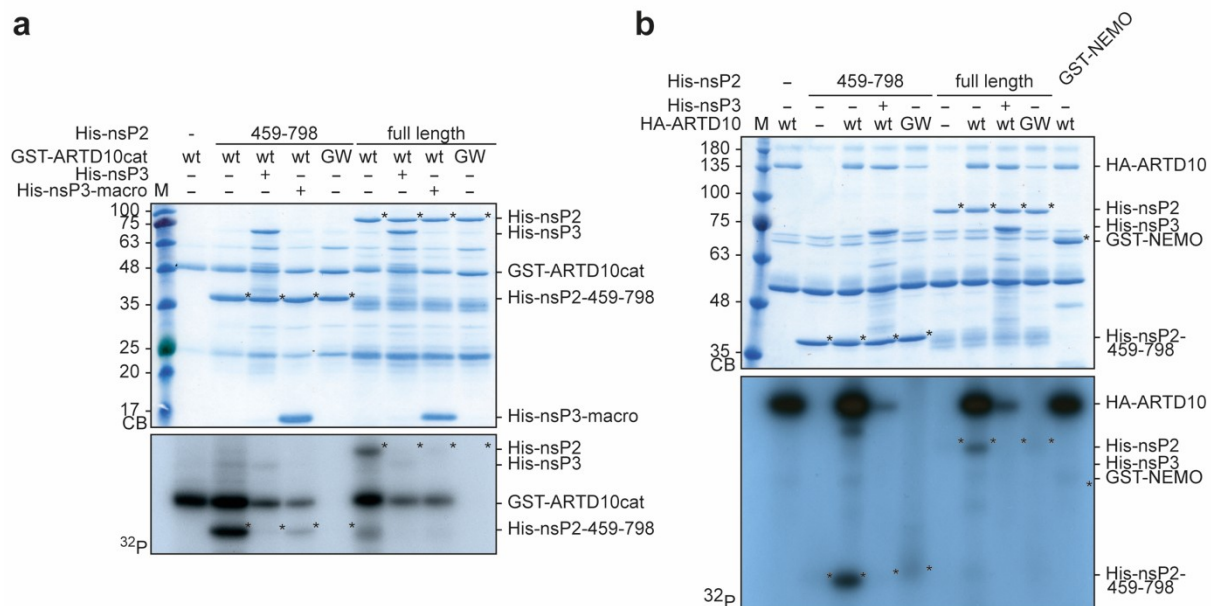 a
His-nsP2 - 459-798 full length
GST-ARTD10cat wt wt wt wt GW wt wt wt GW
His-nsP3 – – + – – – + – –
His-nsP3-macro M – – – + – – – + –
100
75
63
48
35
25
20
17
CB
His-nsP2
His-nsP3
GST-ARTD10cat
His-nsP2-459-798
His-nsP3-macro
* * * * * * * *
32P
His-nsP2
His-nsP3
GST-ARTD10cat
His-nsP2-459-798
* * * * * * * *
b
His-nsP2 – 459-798 full length GST-NEMO
His-nsP3 – – – + – – – + – –
HA-ARTD10 M wt – wt wt GW – wt wt GW wt
180
135
100
75
63
48
35
CB
HA-ARTD10
His-nsP2
His-nsP3
GST-NEMO
His-nsP2-
459-798
* * * * * * * * *
32P
HA-ARTD10
His-nsP2
His-nsP3
GST-NEMO
His-nsP2-
459-798
* * * * * * * * *